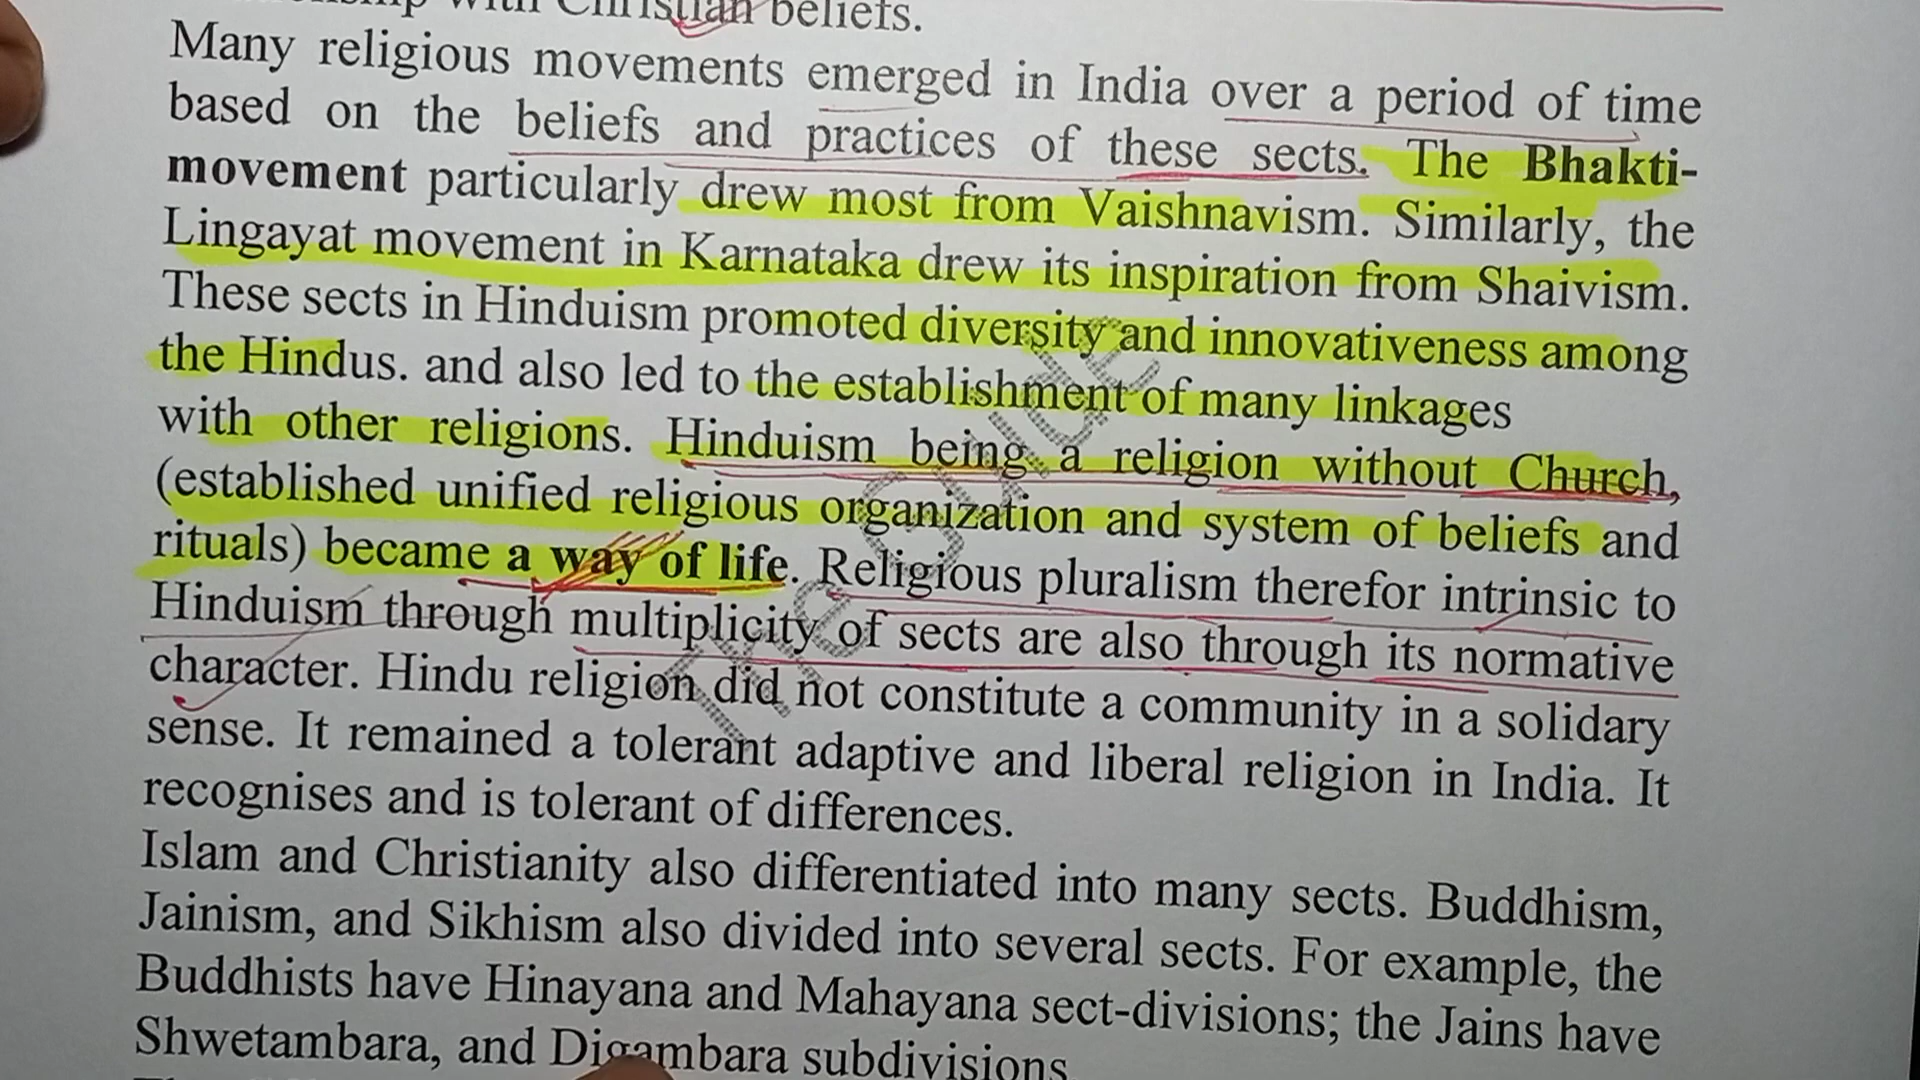 with Christian beliefs.
Many religious movements emerged in India over a period of time
based on the beliefs and practices of these sects. The Bhakti-
movement particularly drew most from Vaishnavism. Similarly, the
Lingayat movement in Karnataka drew its inspiration from Shaivism.
These sects in Hinduism promoted diversity and innovativeness among
the Hindus. and also led to the establishment of many linkages
with other religions. Hinduism being a religion without Church,
(established unified religious organization and system of beliefs and
rituals) became a way of life. Religious pluralism therefor intrinsic to
Hinduism through multiplicity of sects are also through its normative
character. Hindu religion did not constitute a community in a solidary
sense. It remained a tolerant adaptive and liberal religion in India. It
recognises and is tolerant of differences.
Islam and Christianity also differentiated into many sects. Buddhism,
Jainism, and Sikhism also divided into several sects. For example, the
Buddhists have Hinayana and Mahayana sect-divisions; the Jains have
Shwetambara, and Digambara subdivisions